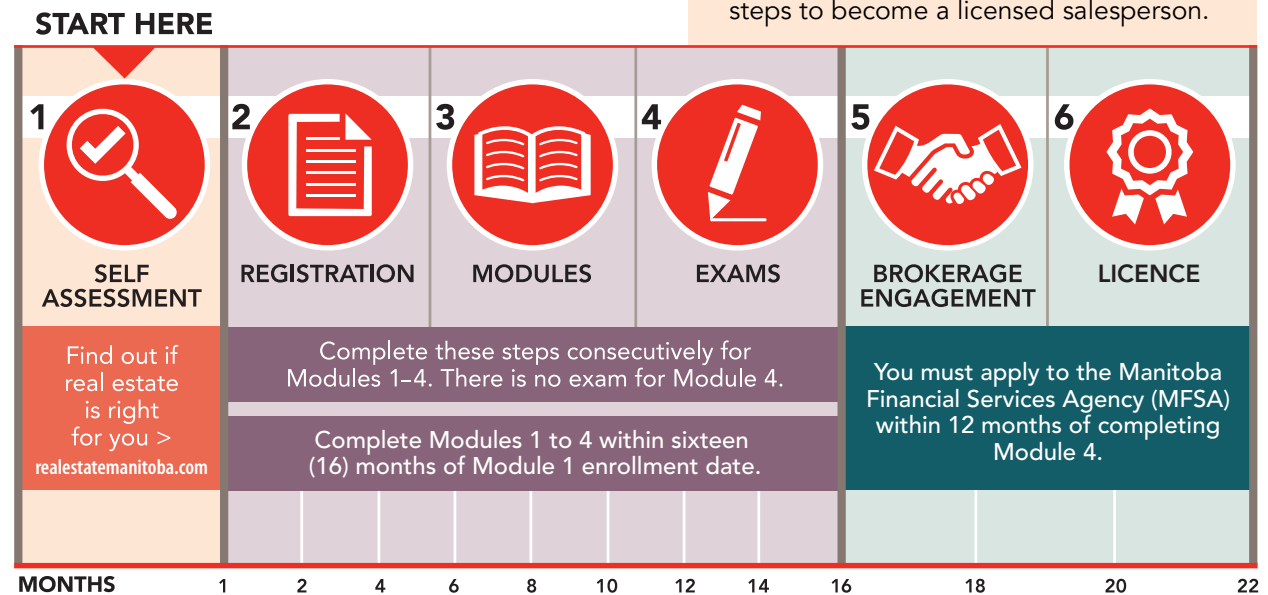 steps to become a licensed salesperson.
START HERE
1
2
3
4
5
6
SELF
ASSESSMENT
REGISTRATION
MODULES
EXAMS
BROKERAGE
ENGAGEMENT
LICENCE
Find out if
real estate
is right
for you >
realestatemanitoba.com
Complete these steps consecutively for
Modules 1–4. There is no exam for Module 4.
Complete Modules 1 to 4 within sixteen
(16) months of Module 1 enrollment date.
You must apply to the Manitoba
Financial Services Agency (MFSA)
within 12 months of completing
Module 4.
MONTHS 1 2 4 6 8 10 12 14 16 18 20 22